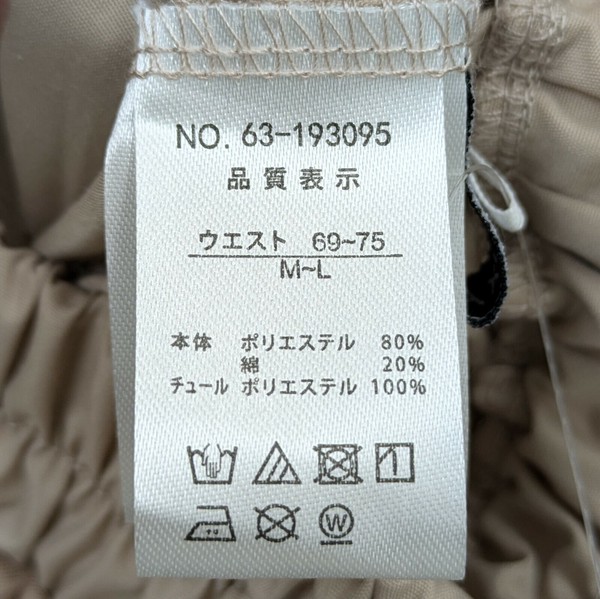 NO. 63-193095
品質表示
ウエスト 69~75
M~L
本体 ポリエステル 80%
綿 20%
チュール ポリエステル 100%
W